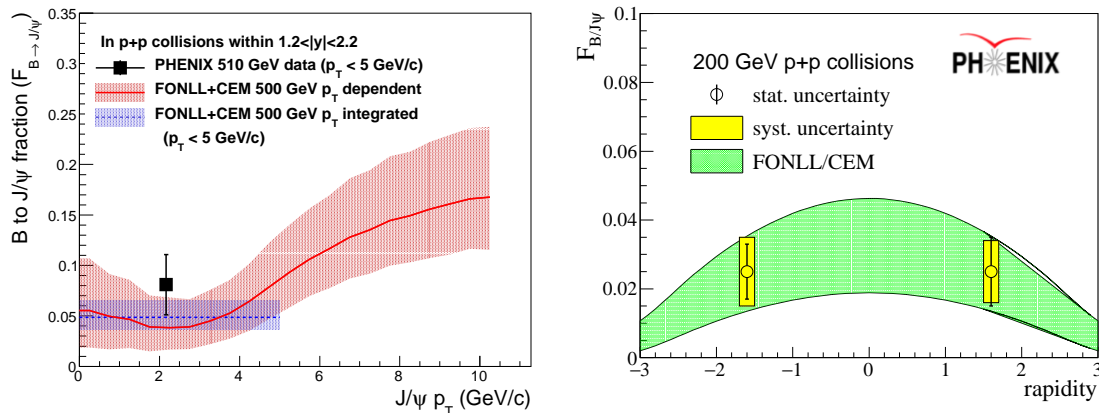 B to J/ψ fraction (F_{B → J/ψ})
0.35
0.3
0.25
0.2
0.15
0.1
0.05
0
In p+p collisions within 1.2<|y|<2.2
PHENIX 510 GeV data (p_T < 5 GeV/c)
FONLL+CEM 500 GeV p_T dependent
FONLL+CEM 500 GeV p_T integrated
(p_T < 5 GeV/c)
0 2 4 6 8 10
J/ψ p_T (GeV/c)
F_{B/Jψ}
0.1
0.08
0.06
0.04
0.02
0
200 GeV p+p collisions
PHENIX
stat. uncertainty
syst. uncertainty
FONLL/CEM
−3 −2 −1 0 1 2 3
rapidity